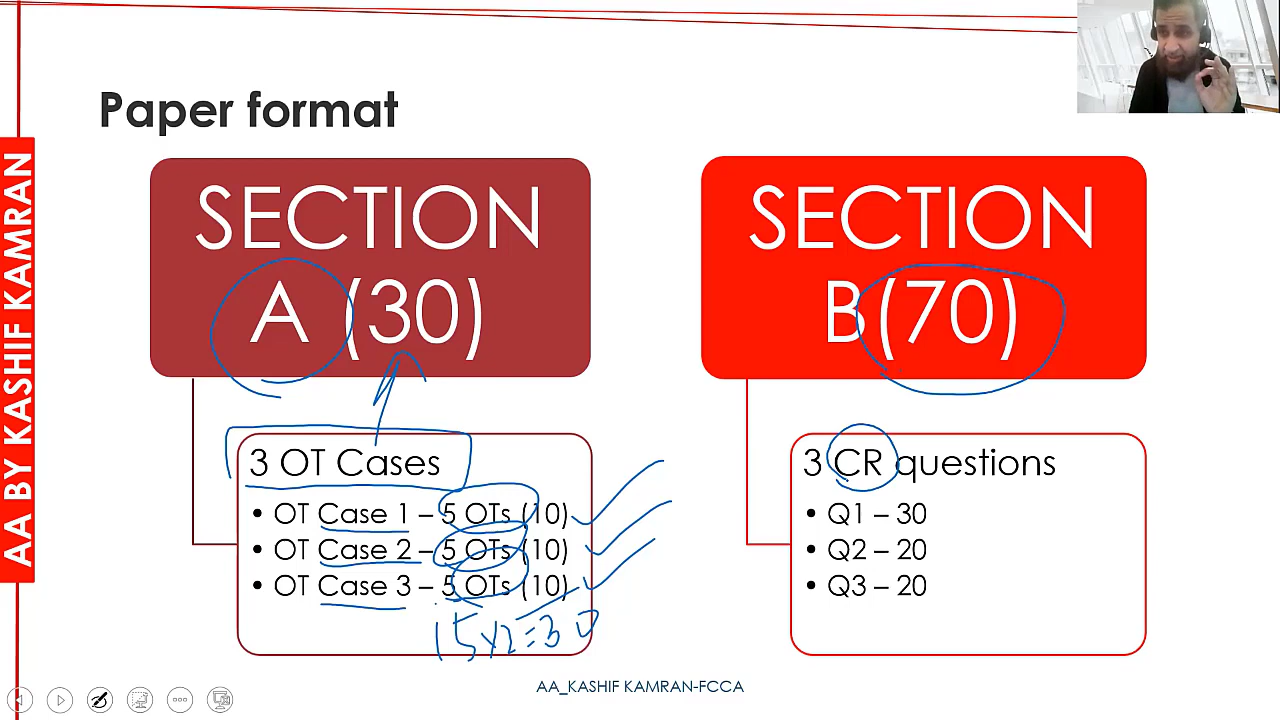 Paper format
AA BY KASHIF KAMRAN
SECTION
A (30)
3 OT Cases
• OT Case 1 – 5 OTs (10)
• OT Case 2 – 5 OTs (10)
• OT Case 3 – 5 OTs (10)
15x2=30
SECTION
B(70)
3 CR questions
• Q1 – 30
• Q2 – 20
• Q3 – 20
AA_KASHIF KAMRAN-FCCA